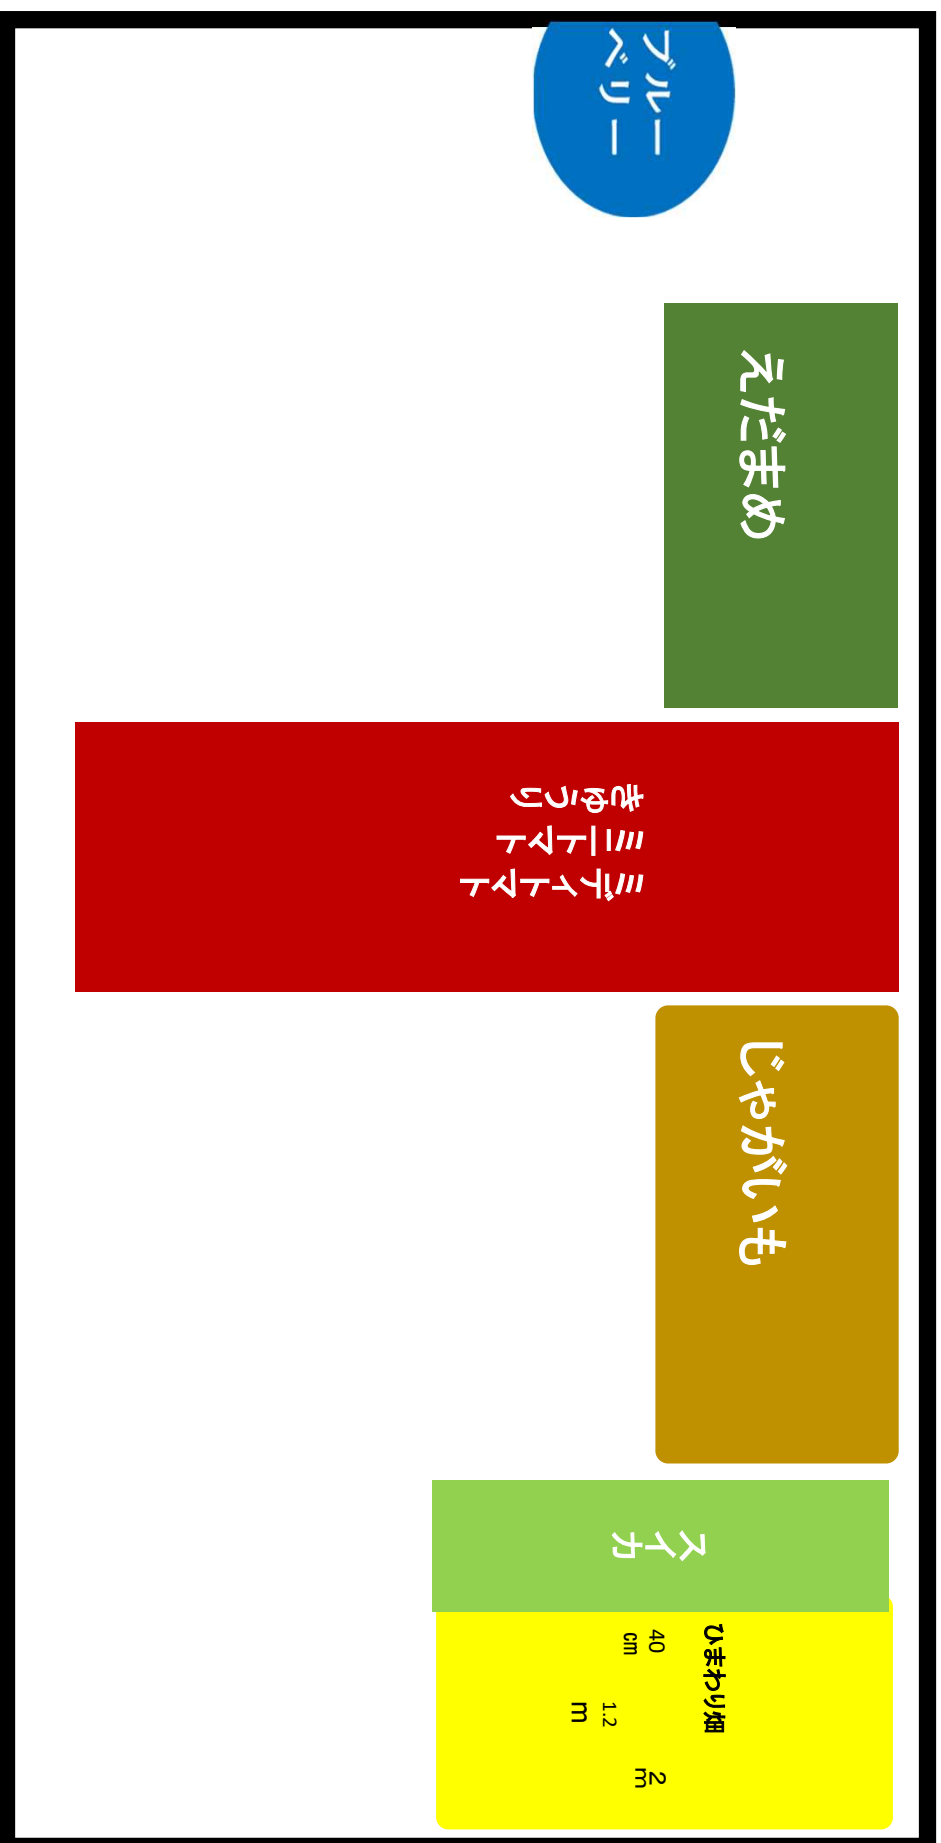 ブルー
ベリー
えだまめ
きゅうり
ミニトマト
ミディトマト
じゃがいも
スイカ
ひまわり畑
40
cm
1.2
m
2
m